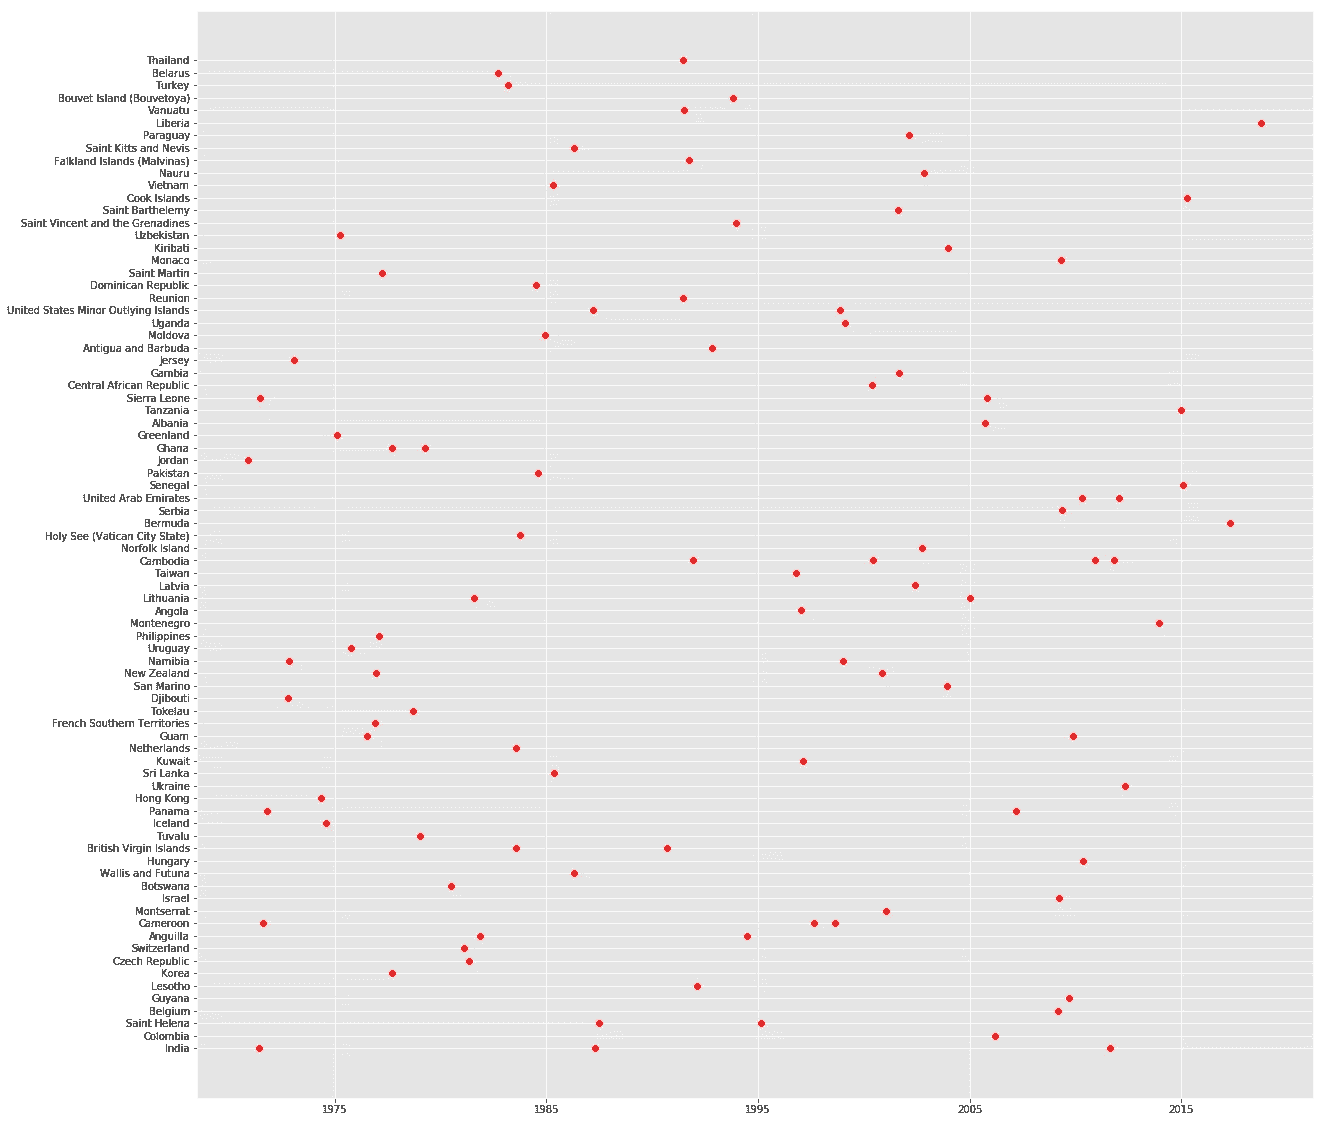 Thailand
Belarus
Turkey
Bouvet Island (Bouvetoya)
Vanuatu
Liberia
Paraguay
Saint Kitts and Nevis
Falkland Islands (Malvinas)
Nauru
Vietnam
Cook Islands
Saint Barthelemy
Saint Vincent and the Grenadines
Uzbekistan
Kiribati
Monaco
Saint Martin
Dominican Republic
Reunion
United States Minor Outlying Islands
Uganda
Moldova
Antigua and Barbuda
Jersey
Gambia
Central African Republic
Sierra Leone
Tanzania
Albania
Greenland
Ghana
Jordan
Pakistan
Senegal
United Arab Emirates
Serbia
Bermuda
Holy See (Vatican City State)
Norfolk Island
Cambodia
Taiwan
Latvia
Lithuania
Angola
Montenegro
Philippines
Uruguay
Namibia
New Zealand
San Marino
Djibouti
Tokelau
French Southern Territories
Guam
Netherlands
Kuwait
Sri Lanka
Ukraine
Hong Kong
Panama
Iceland
Tuvalu
British Virgin Islands
Hungary
Wallis and Futuna
Botswana
Israel
Montserrat
Cameroon
Anguilla
Switzerland
Czech Republic
Korea
Lesotho
Guyana
Belgium
Saint Helena
Colombia
India
1975 1985 1995 2005 2015